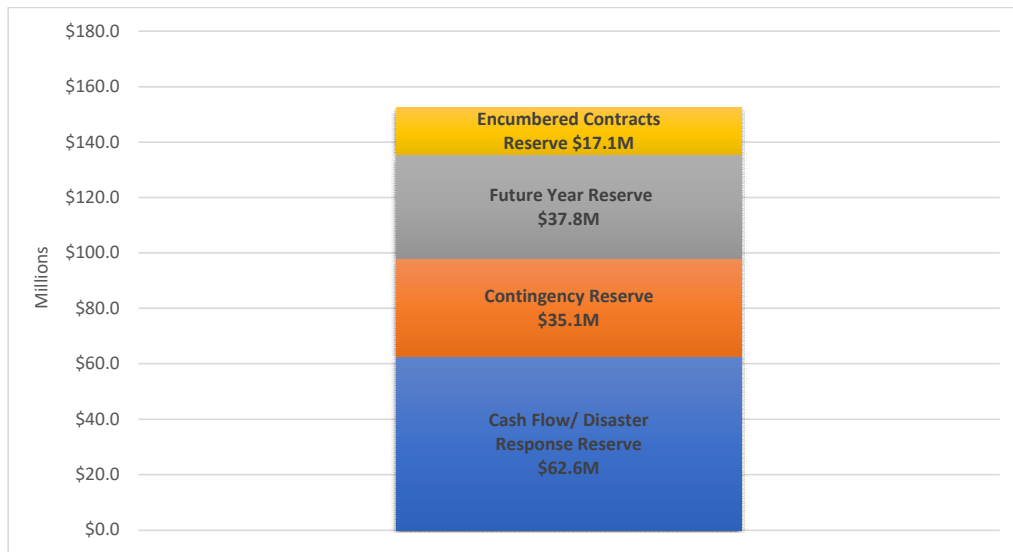 $180.0
$160.0
$140.0
$120.0
$100.0
$80.0
$60.0
$40.0
$20.0
$0.0
Millions
Encumbered Contracts
Reserve $17.1M
Future Year Reserve
$37.8M
Contingency Reserve
$35.1M
Cash Flow/ Disaster
Response Reserve
$62.6M